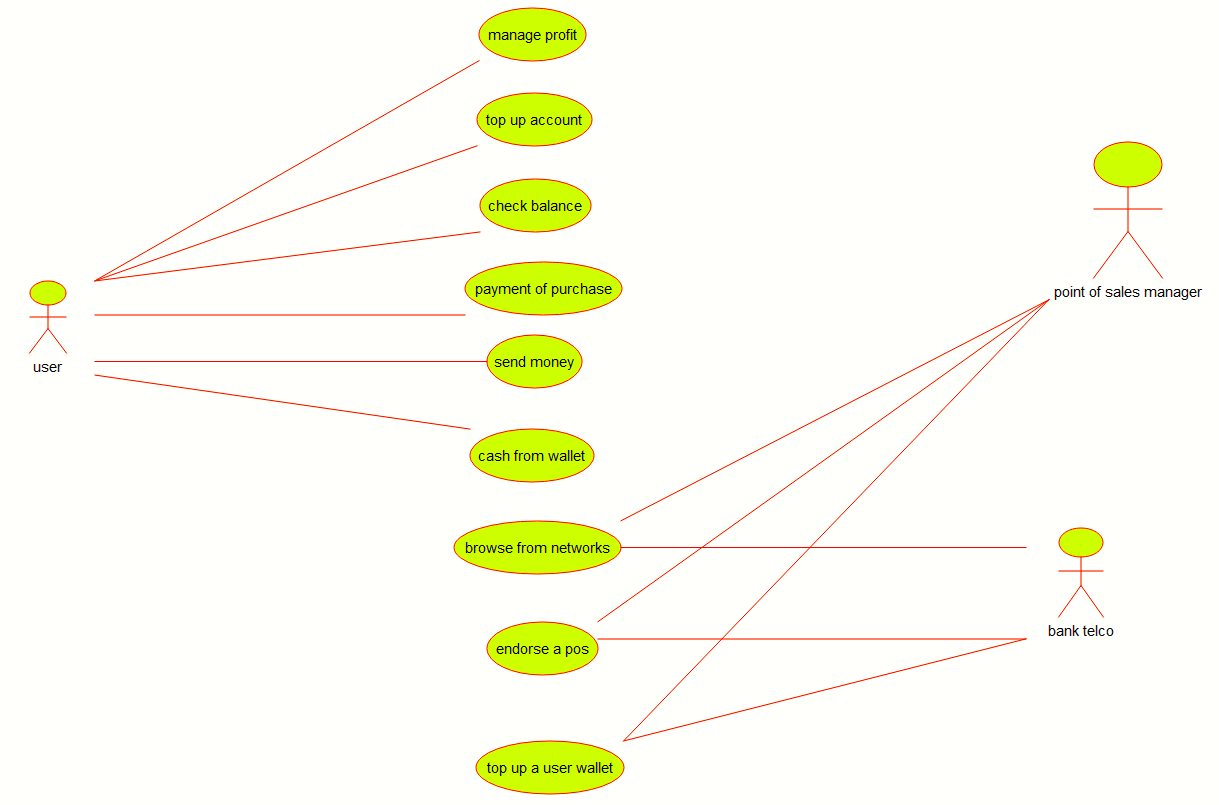 manage profit
top up account
check balance
payment of purchase
send money
cash from wallet
browse from networks
endorse a pos
top up a user wallet
user
point of sales manager
bank telco